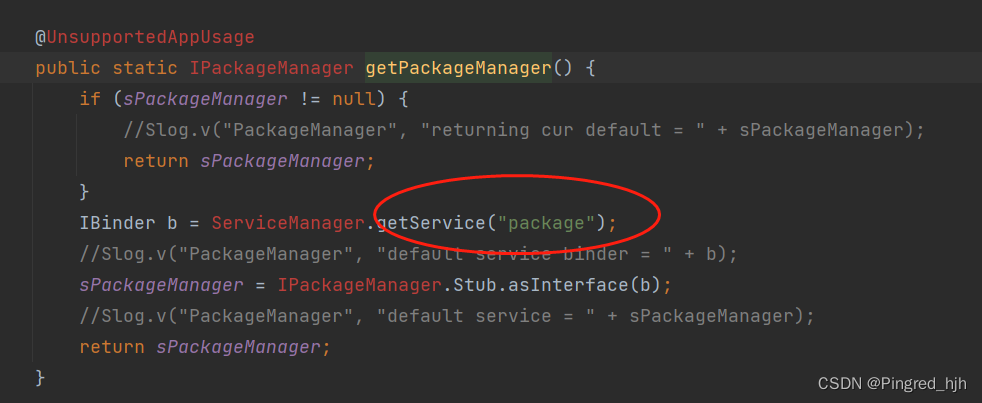 @UnsupportedAppUsage
public static IPackageManager getPackageManager() {
if (sPackageManager != null) {
//Slog.v("PackageManager", "returning cur default = " + sPackageManager);
return sPackageManager;
}
IBinder b = ServiceManager.getService("package");
//Slog.v("PackageManager", "default service binder = " + b);
sPackageManager = IPackageManager.Stub.asInterface(b);
//Slog.v("PackageManager", "default service = " + sPackageManager);
return sPackageManager;
}
CSDN @Pingred_hjh